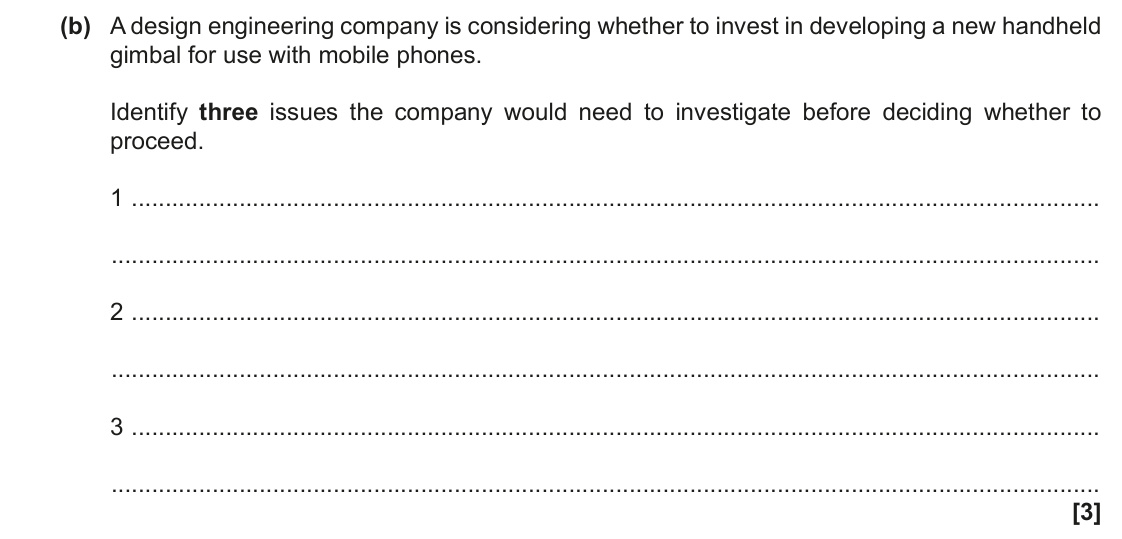 (b) A design engineering company is considering whether to invest in developing a new handheld
gimbal for use with mobile phones.
Identify three issues the company would need to investigate before deciding whether to
proceed.
1 ....................................................................................................
....................................................................................................
2 ....................................................................................................
....................................................................................................
3 ....................................................................................................
....................................................................................................
[3]